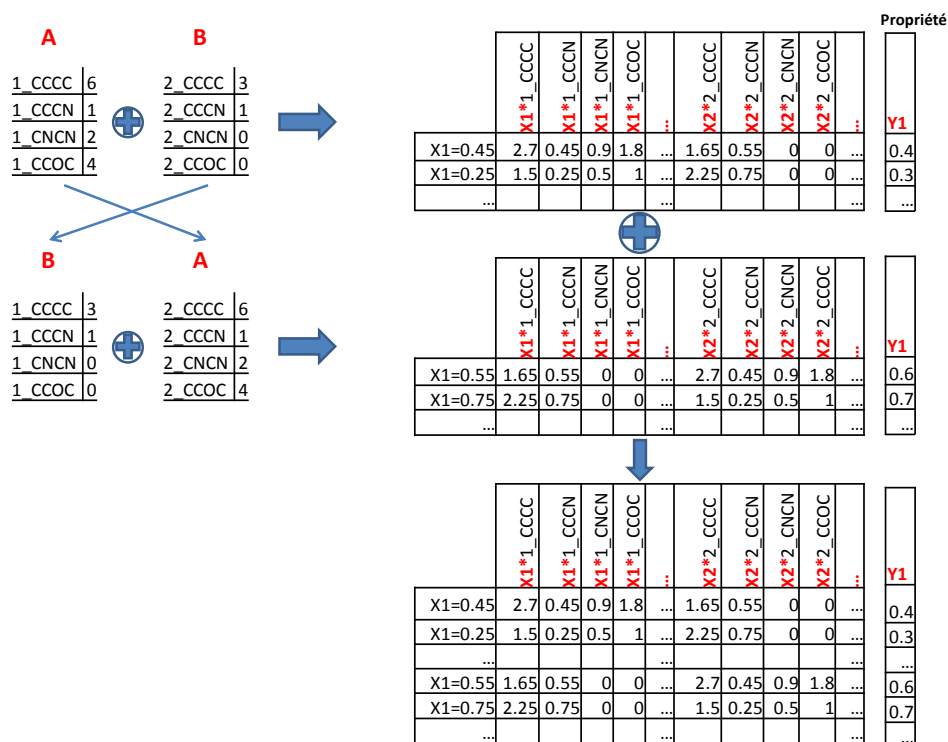 Propriété
A B
1_CCCC 6 2_CCCC 3
1_CCCN 1 2_CCCN 1
1_CNCN 2 2_CNCN 0
1_CCOC 4 2_CCOC 0
X1*1_CCCC X1*1_CCCN X1*1_CNCN X1*1_CCOC ... X2*2_CCCC X2*2_CCCN X2*2_CNCN X2*2_CCOC ... Y1
X1=0.45 2.7 0.45 0.9 1.8 ... 1.65 0.55 0 0 ... 0.4
X1=0.25 1.5 0.25 0.5 1 ... 2.25 0.75 0 0 ... 0.3
... ... ... ...
B A
1_CCCC 3 2_CCCC 6
1_CCCN 1 2_CCCN 1
1_CNCN 0 2_CNCN 2
1_CCOC 0 2_CCOC 4
X1*1_CCCC X1*1_CCCN X1*1_CNCN X1*1_CCOC ... X2*2_CCCC X2*2_CCCN X2*2_CNCN X2*2_CCOC ... Y1
X1=0.55 1.65 0.55 0 0 ... 2.7 0.45 0.9 1.8 ... 0.6
X1=0.75 2.25 0.75 0 0 ... 1.5 0.25 0.5 1 ... 0.7
... ... ... ...
X1*1_CCCC X1*1_CCCN X1*1_CNCN X1*1_CCOC ... X2*2_CCCC X2*2_CCCN X2*2_CNCN X2*2_CCOC ... Y1
X1=0.45 2.7 0.45 0.9 1.8 ... 1.65 0.55 0 0 ... 0.4
X1=0.25 1.5 0.25 0.5 1 ... 2.25 0.75 0 0 ... 0.3
... ... ... ...
X1=0.55 1.65 0.55 0 0 ... 2.7 0.45 0.9 1.8 ... 0.6
X1=0.75 2.25 0.75 0 0 ... 1.5 0.25 0.5 1 ... 0.7
... ... ... ...